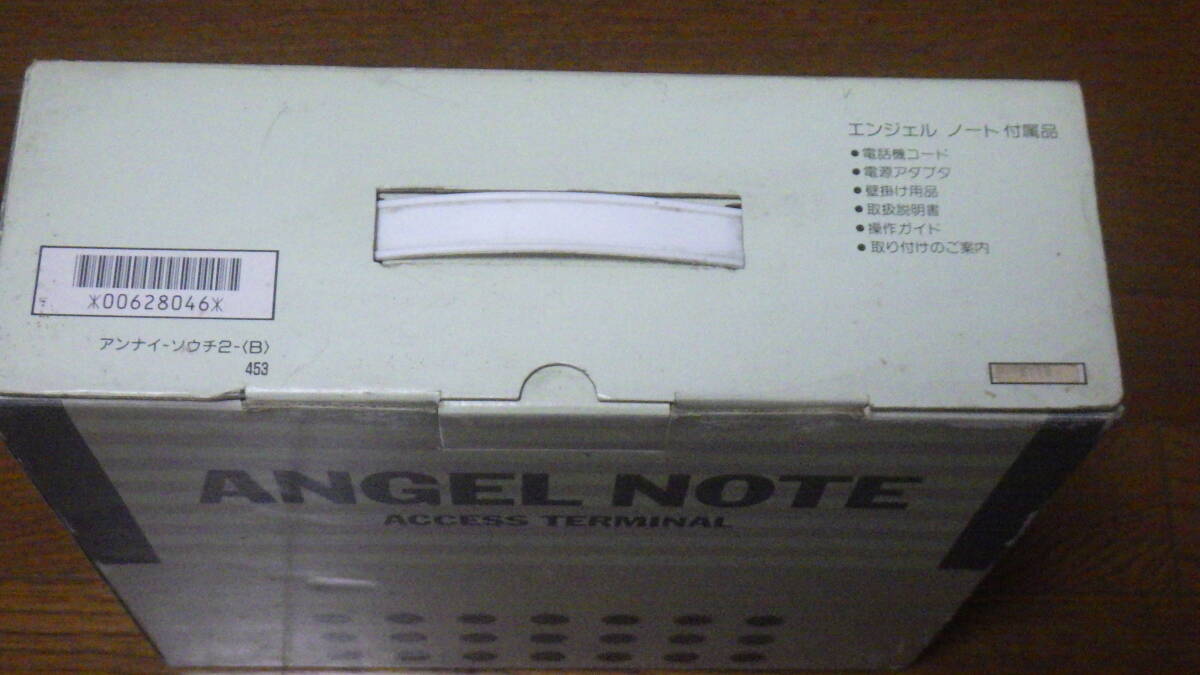 エンジェル ノート付属品
●電話機コード
●電源アダプタ
●壁掛け用品
●取扱説明書
●操作ガイド
●取り付けのご案内
*00628046*
アンナイ-ソウチ2-〈B〉
453
ANGEL NOTE
ACCESS TERMINAL